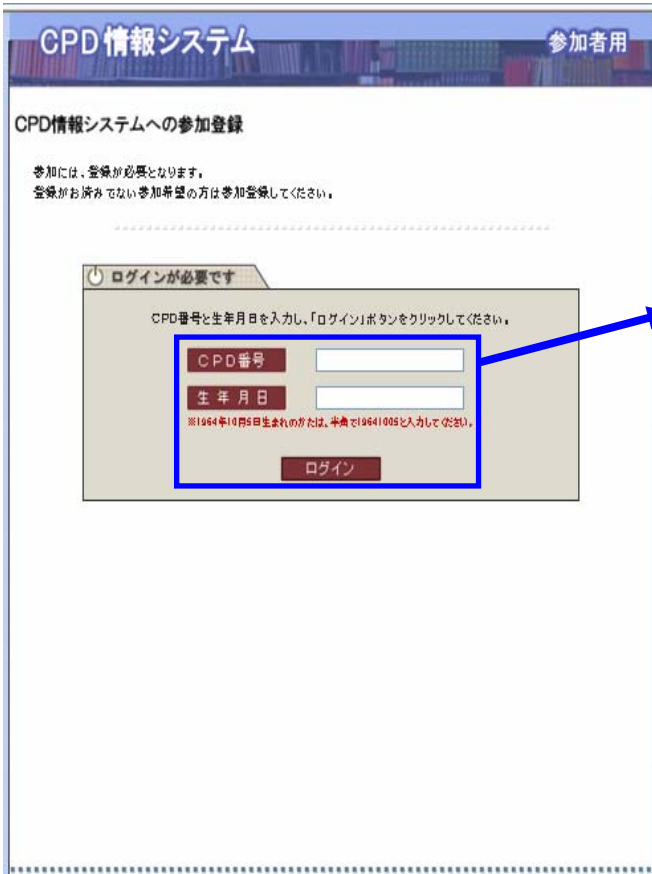 CPD情報システム
参加者用
CPD情報システムへの参加登録
参加には、登録が必要となります。
登録がお済みでない参加希望の方は参加登録してください。
ログインが必要です
CPD番号と生年月日を入力し、「ログイン」ボタンをクリックしてください。
CPD番号
生年月日
※1964年10月5日生まれのかたは、半角で19641005と入力してください。
ログイン